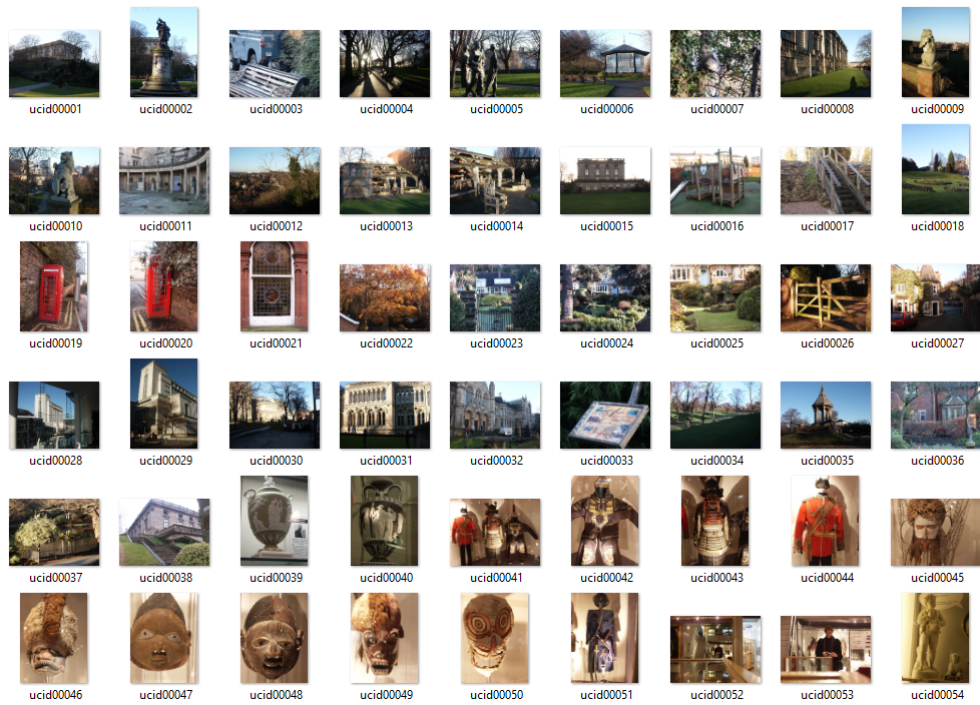 ucid00001 ucid00002 ucid00003 ucid00004 ucid00005 ucid00006 ucid00007 ucid00008 ucid00009
ucid00010 ucid00011 ucid00012 ucid00013 ucid00014 ucid00015 ucid00016 ucid00017 ucid00018
ucid00019 ucid00020 ucid00021 ucid00022 ucid00023 ucid00024 ucid00025 ucid00026 ucid00027
ucid00028 ucid00029 ucid00030 ucid00031 ucid00032 ucid00033 ucid00034 ucid00035 ucid00036
ucid00037 ucid00038 ucid00039 ucid00040 ucid00041 ucid00042 ucid00043 ucid00044 ucid00045
ucid00046 ucid00047 ucid00048 ucid00049 ucid00050 ucid00051 ucid00052 ucid00053 ucid00054